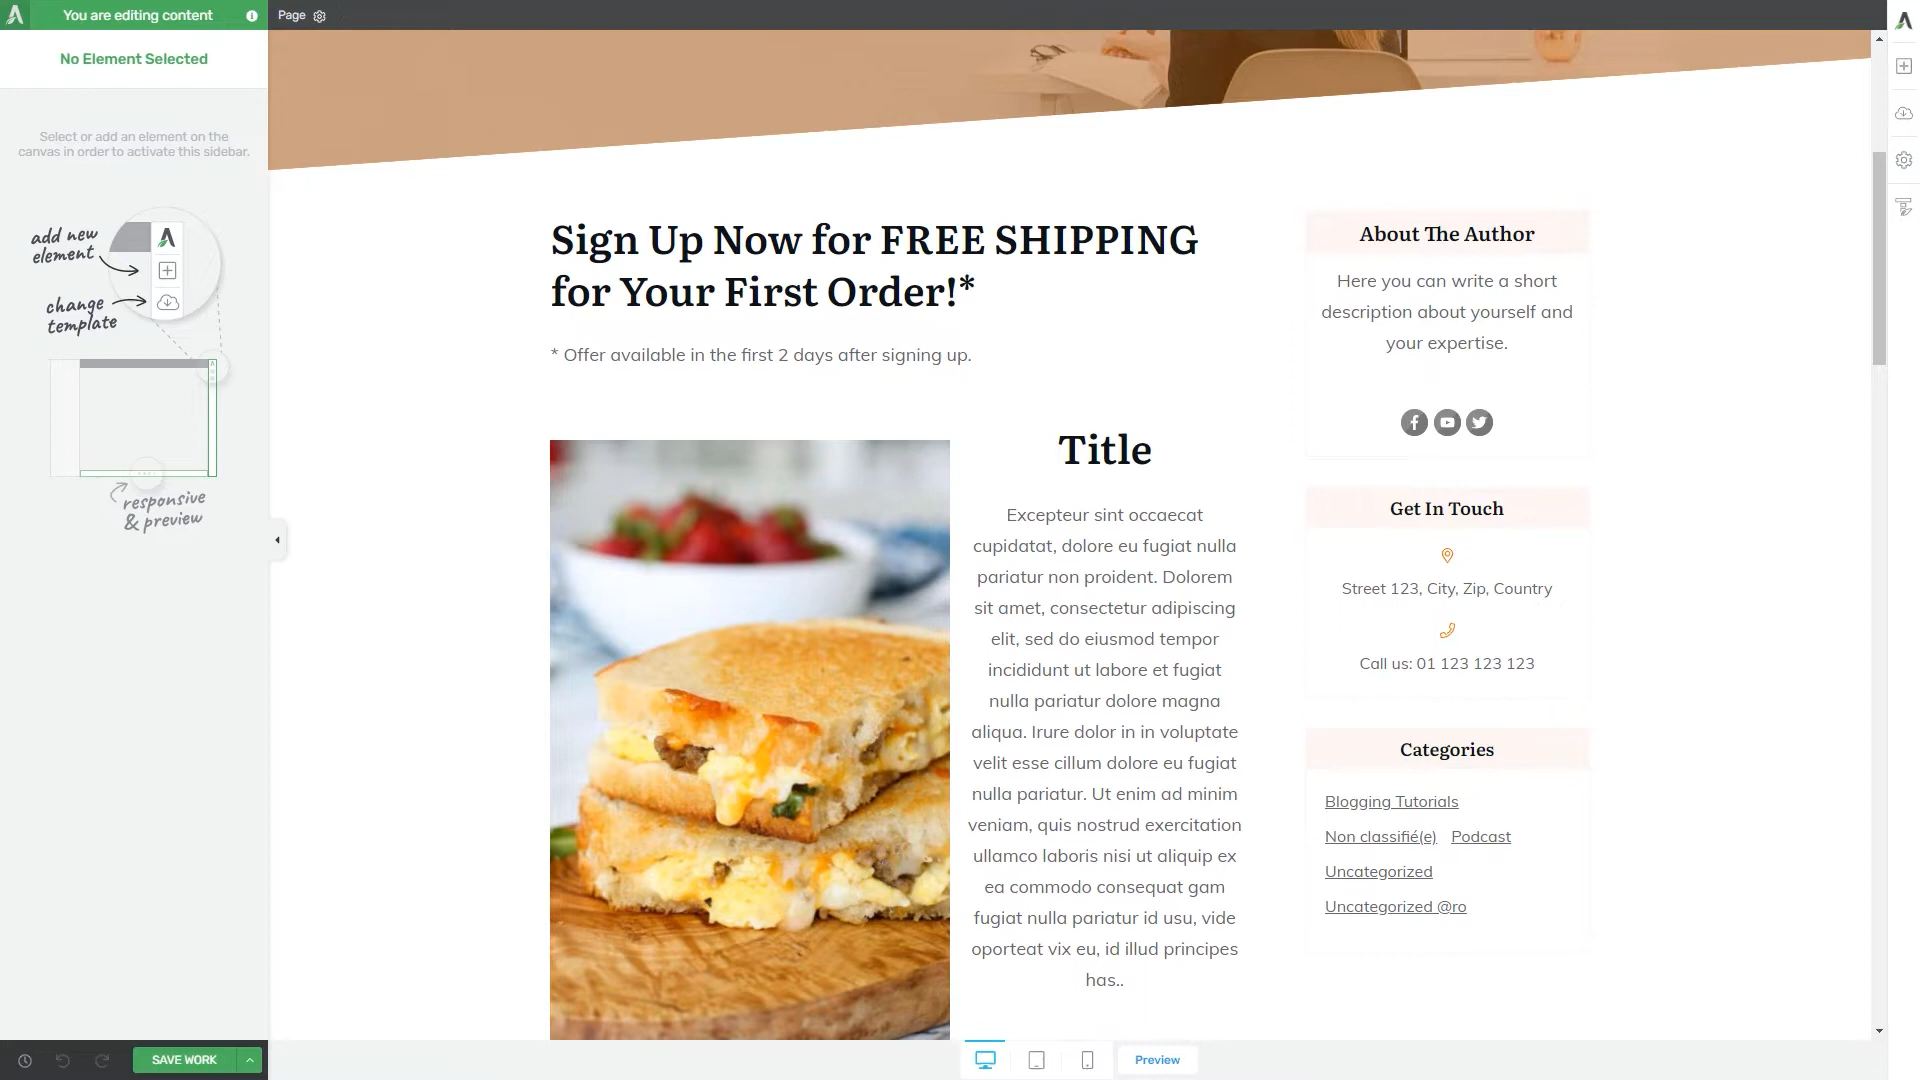 You are editing content
Page
No Element Selected
Select or add an element on the
canvas in order to activate this sidebar.
add new
element
change
template
responsive
& preview
SAVE WORK
Sign Up Now for FREE SHIPPING
for Your First Order!*
* Offer available in the first 2 days after signing up.
Title
Excepteur sint occaecat
cupidatat, dolore eu fugiat nulla
pariatur non proident. Dolorem
sit amet, consectetur adipiscing
elit, sed do eiusmod tempor
incididunt ut labore et fugiat
nulla pariatur dolore magna
aliqua. Irure dolor in in voluptate
velit esse cillum dolore eu fugiat
nulla pariatur. Ut enim ad minim
veniam, quis nostrud exercitation
ullamco laboris nisi ut aliquip ex
ea commodo consequat gam
fugiat nulla pariatur id usu, vide
oporteat vix eu, id illud principes
has..
About The Author
Here you can write a short
description about yourself and
your expertise.
Get In Touch
Street 123, City, Zip, Country
Call us: 01 123 123 123
Categories
Blogging Tutorials
Non classifié(e) Podcast
Uncategorized
Uncategorized @ro
Preview